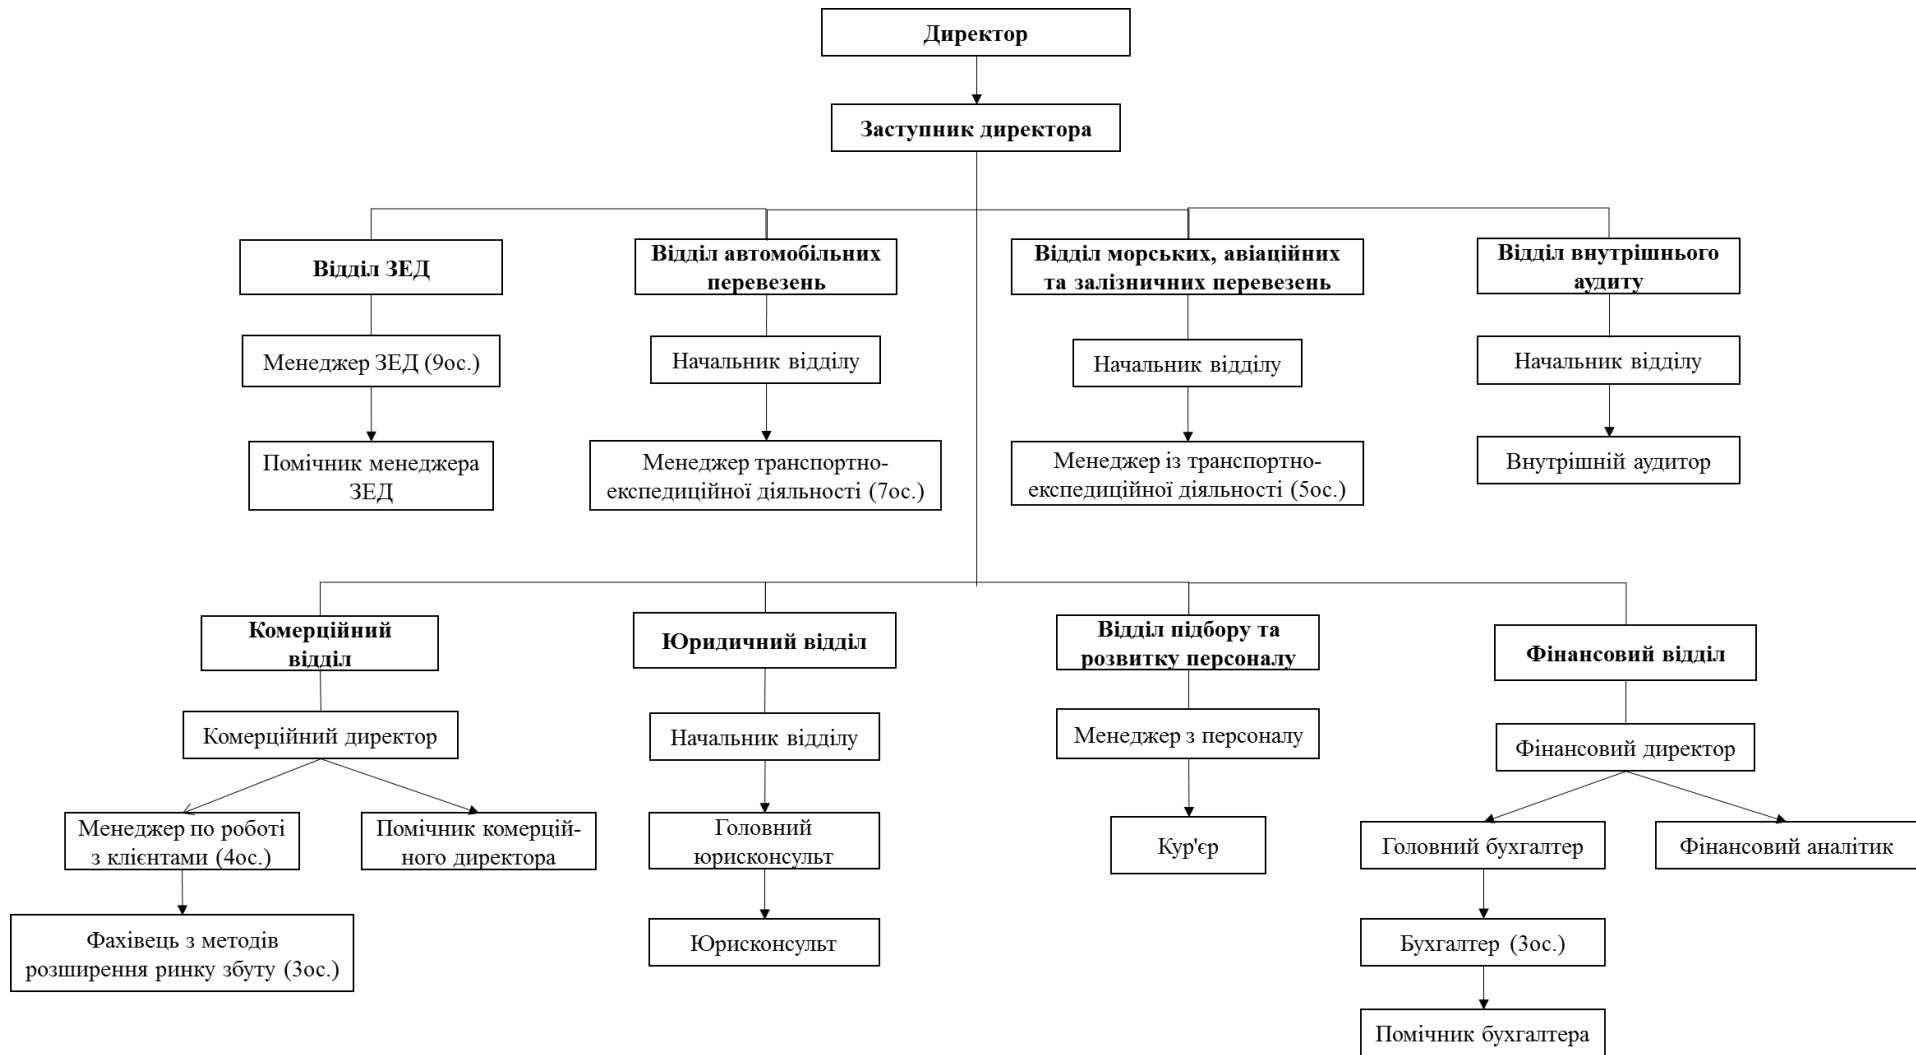 Директор
Заступник директора
Відділ ЗЕД
Відділ автомобільних
перевезень
Відділ морських, авіаційних
та залізничних перевезень
Відділ внутрішнього
аудиту
Менеджер ЗЕД (9ос.)
Начальник відділу
Начальник відділу
Начальник відділу
Помічник менеджера
ЗЕД
Менеджер транспортно-
експедиційної діяльності (7ос.)
Менеджер із транспортно-
експедиційної діяльності (5ос.)
Внутрішній аудитор
Комерційний
відділ
Юридичний відділ
Відділ підбору та
розвитку персоналу
Фінансовий відділ
Комерційний директор
Начальник відділу
Менеджер з персоналу
Фінансовий директор
Менеджер по роботі
з клієнтами (4ос.)
Помічник комерцій-
ного директора
Головний
юрисконсульт
Кур'єр
Головний бухгалтер
Фінансовий аналітик
Фахівець з методів
розширення ринку збуту (3ос.)
Юрисконсульт
Бухгалтер (3ос.)
Помічник бухгалтера